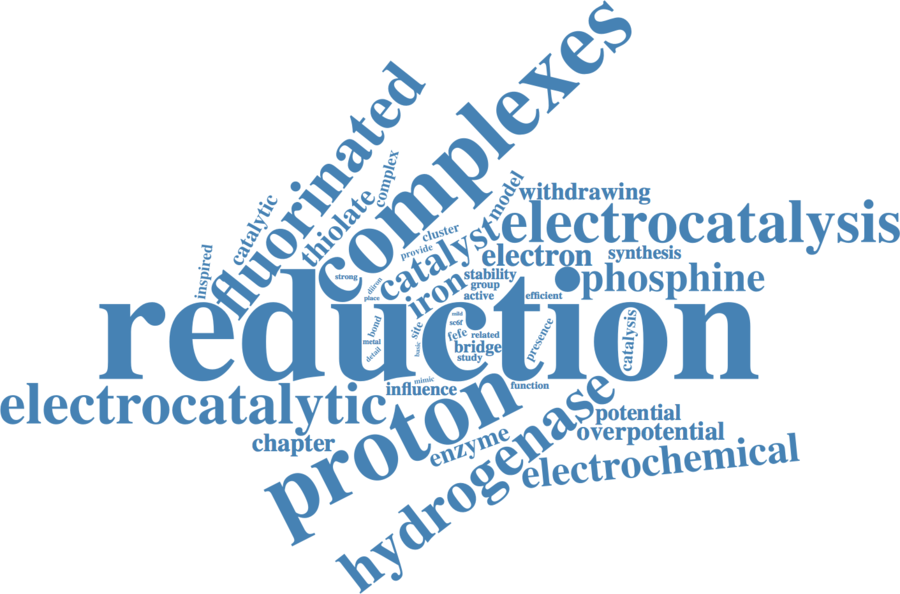 complexes
fluorinated
complex
thiolate
catalytic
inspired
model
withdrawing
electrocatalysis
cluster
provide
catalyst
electron
synthesis
strong
diiron
place
iron
stability
group
active
efficient
phosphine
reduction
bond
metal
detail
site
basic
mild
sc6f
fefe
related
bridge
study
presence
catalysis
mimic
influence
function
electrocatalytic
proton
chapter
enzyme
hydrogenase
potential
overpotential
electrochemical